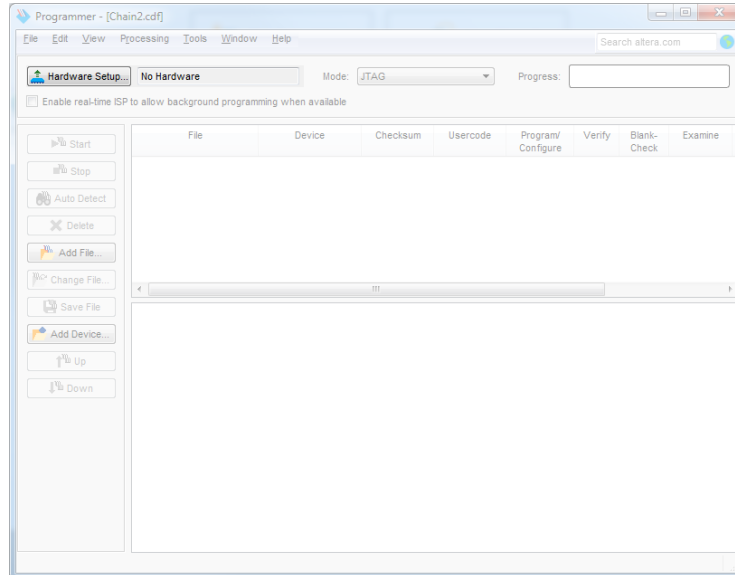 Programmer - [Chain2.cdf]
File Edit View Processing Tools Window Help
Search altera.com
Hardware Setup... No Hardware Mode: JTAG Progress:
Enable real-time ISP to allow background programming when available
File Device Checksum Usercode Program/ Configure Verify Blank- Check Examine
Start
Stop
Auto Detect
Delete
Add File...
Change File...
Save File
Add Device...
Up
Down